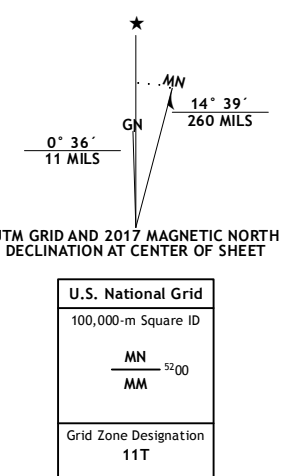 ★
MN
14° 39´
260 MILS
GN
0° 36´
11 MILS
UTM GRID AND 2017 MAGNETIC NORTH
DECLINATION AT CENTER OF SHEET
U.S. National Grid
100,000-m Square ID
MN
5200
MM
Grid Zone Designation
11T